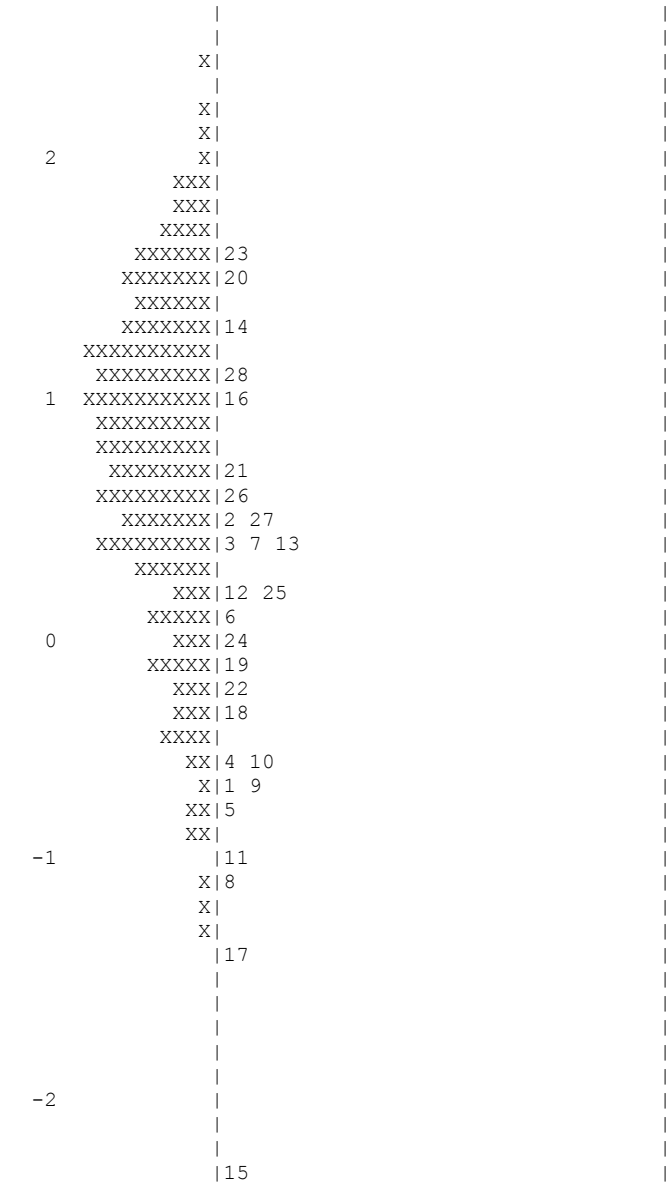 |                                   |
|                                   |
X|                                   |
|                                   |
X|                                   |
X|                                   |
2           X|                                   |
XXX|                                   |
XXX|                                   |
XXXX|                                   |
XXXXXX|23                                 |
XXXXXXX|20                                 |
XXXXXX|                                   |
XXXXXXX|14                                 |
XXXXXXXXXX|                                   |
XXXXXXXXX|28                                 |
1  XXXXXXXXXX|16                                 |
XXXXXXXXX|                                   |
XXXXXXXXX|                                   |
XXXXXXXX|21                                 |
XXXXXXXXX|26                                 |
XXXXXXX|2 27                               |
XXXXXXXXX|3 7 13                             |
XXXXXX|                                   |
XXX|12 25                              |
XXXXX|6                                  |
0         XXX|24                                 |
XXXXX|19                                 |
XXX|22                                 |
XXX|18                                 |
XXXX|                                   |
XX|4 10                               |
X|1 9                                |
XX|5                                  |
XX|                                   |
-1            |11                                 |
X|8                                  |
X|                                   |
X|                                   |
|17                                 |
|                                   |
|                                   |
|                                   |
|                                   |
|                                   |
-2            |                                   |
|                                   |
|                                   |
|15                                 |